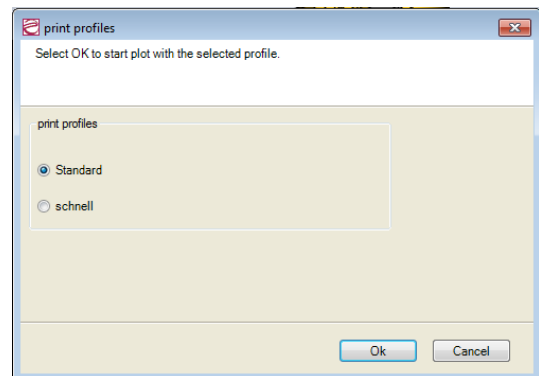 print profiles
Select OK to start plot with the selected profile.
print profiles
Standard
schnell
Ok
Cancel